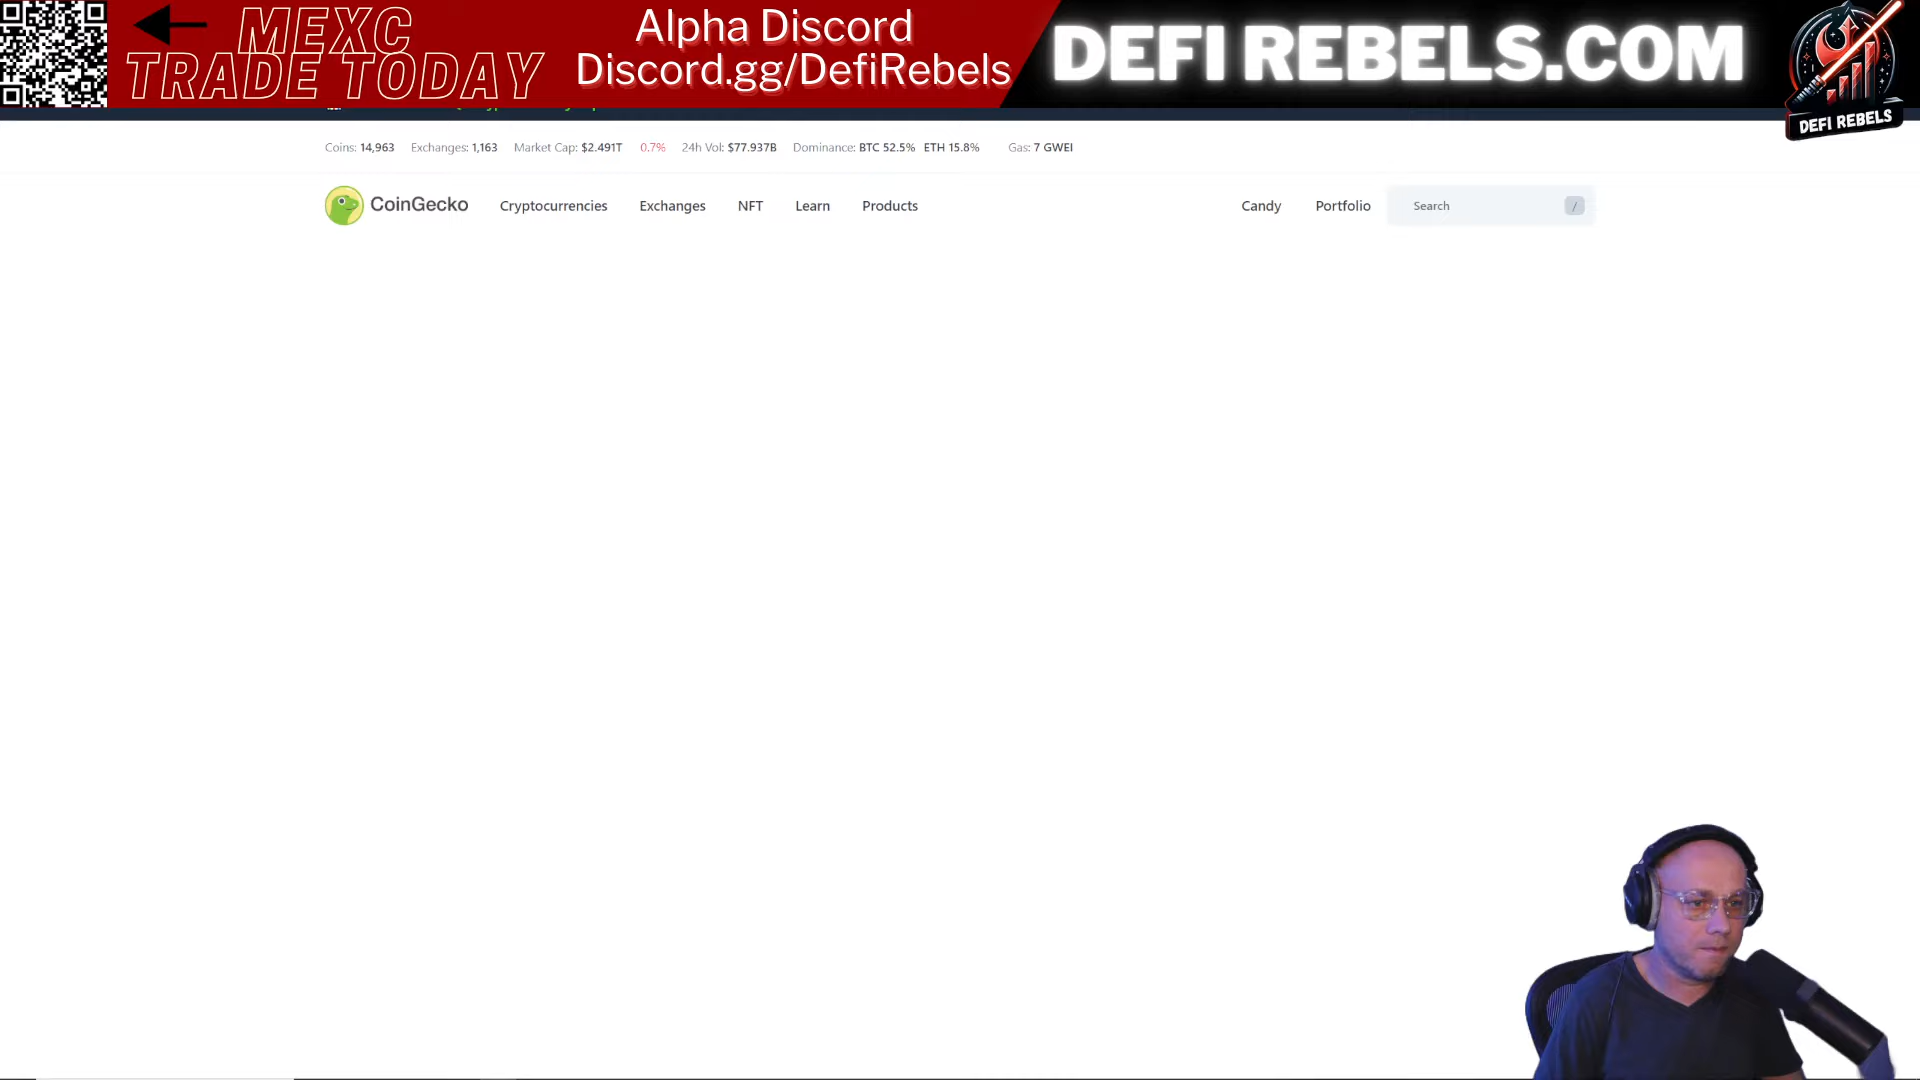 MEXC
TRADE TODAY
Alpha Discord
Discord.gg/DefiRebels
DEFI REBELS.COM
DEFI REBELS
Coins: 14,963 Exchanges: 1,163 Market Cap: $2.491T 0.7% 24h Vol: $77.937B Dominance: BTC 52.5% ETH 15.8% Gas: 7 GWEI
CoinGecko Cryptocurrencies Exchanges NFT Learn Products Candy Portfolio Search /